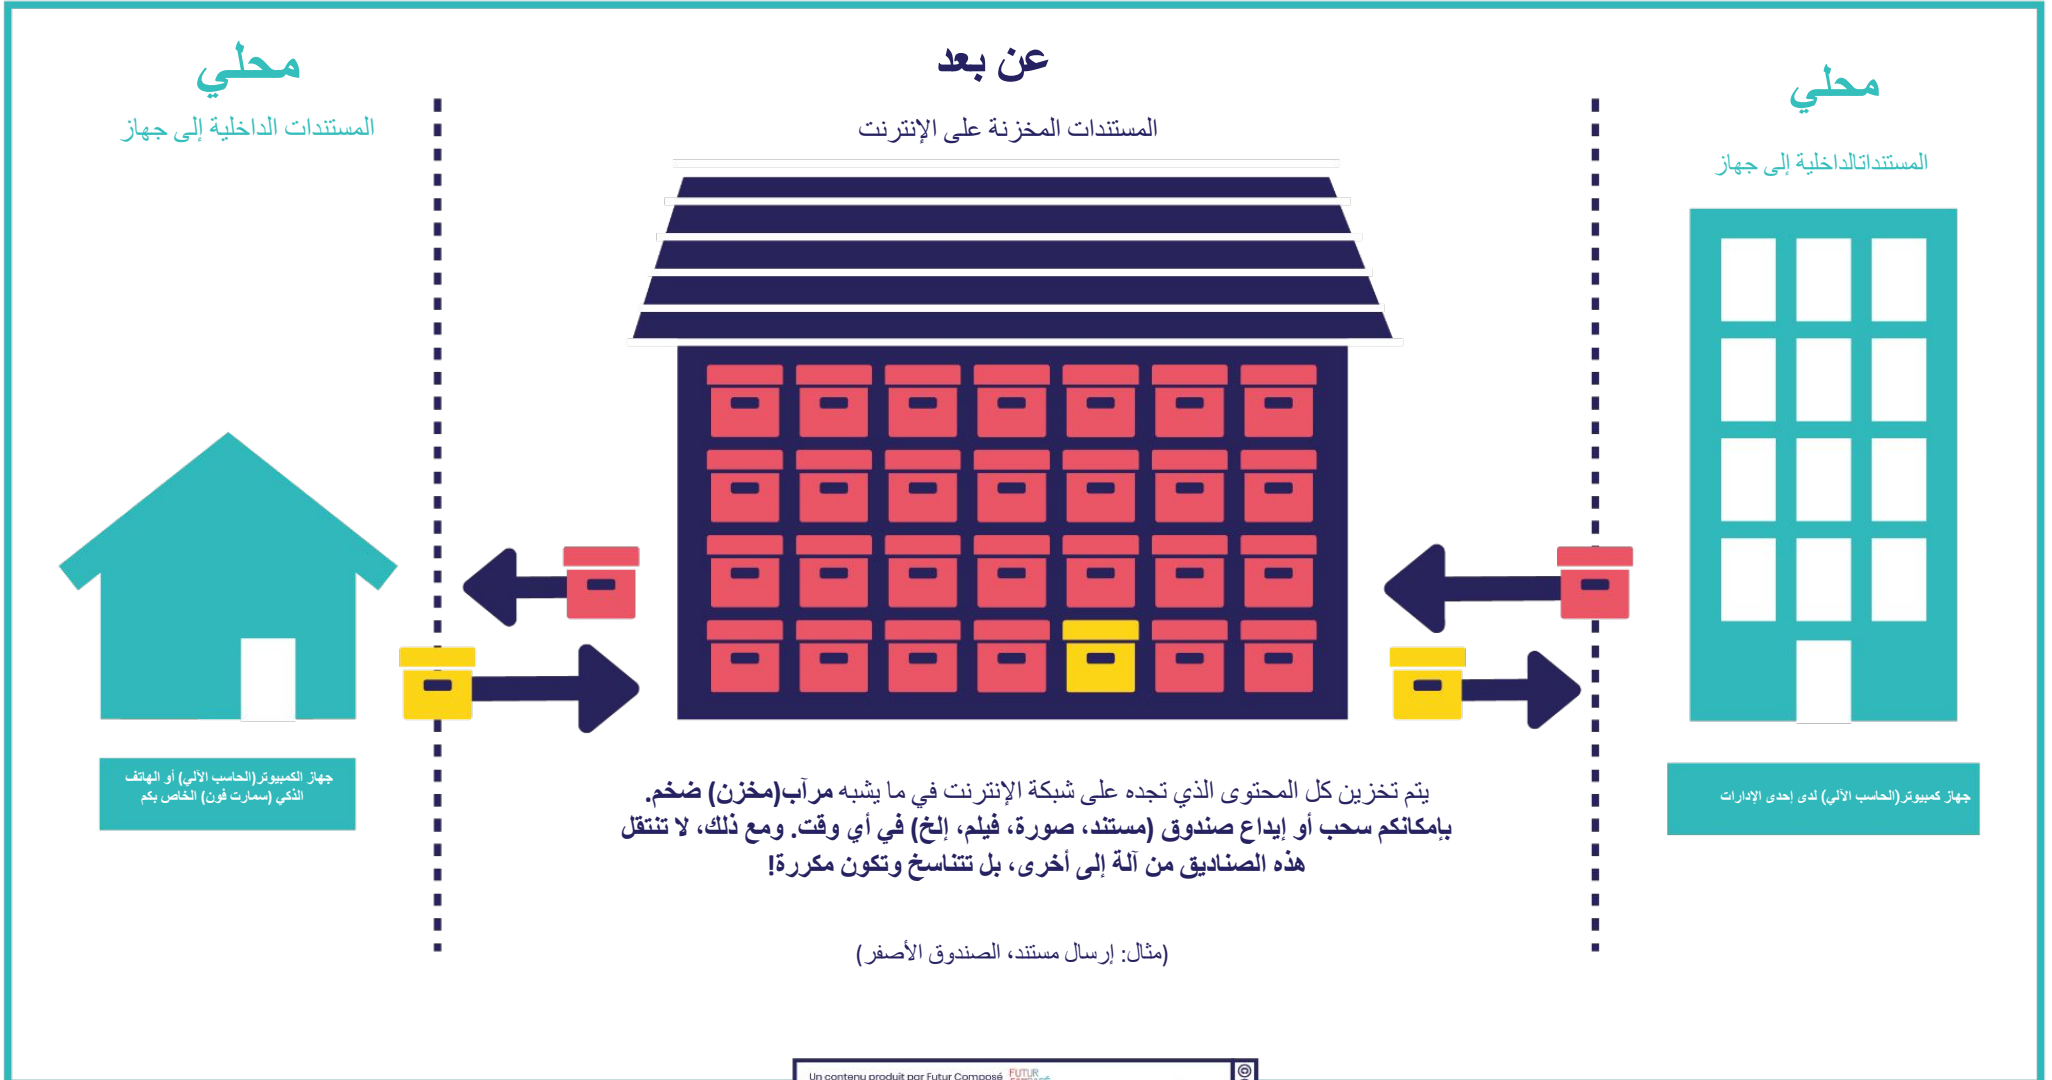 محلي
المستندات الداخلية إلى جهاز
عن بعد
المستندات المخزنة على الإنترنت
محلي
المستنداتالداخلية إلى جهاز
جهاز الكمبيوتر(الحاسب الآلي) أو الهاتف
الذكي (سمارت فون) الخاص بكم
يتم تخزين كل المحتوى الذي تجده على شبكة الإنترنت في ما يشبه مرآب(مخزن) ضخم.
بإمكانكم سحب أو إيداع صندوق (مستند، صورة، فيلم، إلخ) في أي وقت. ومع ذلك، لا تنتقل
هذه الصناديق من آلة إلى أخرى، بل تتناسخ وتكون مكررة!
(مثال: إرسال مستند، الصندوق الأصفر)
جهاز كمبيوتر(الحاسب الآلي) لدى إحدى الإدارات
Un contenu produit par Futur Composé
FUTUR